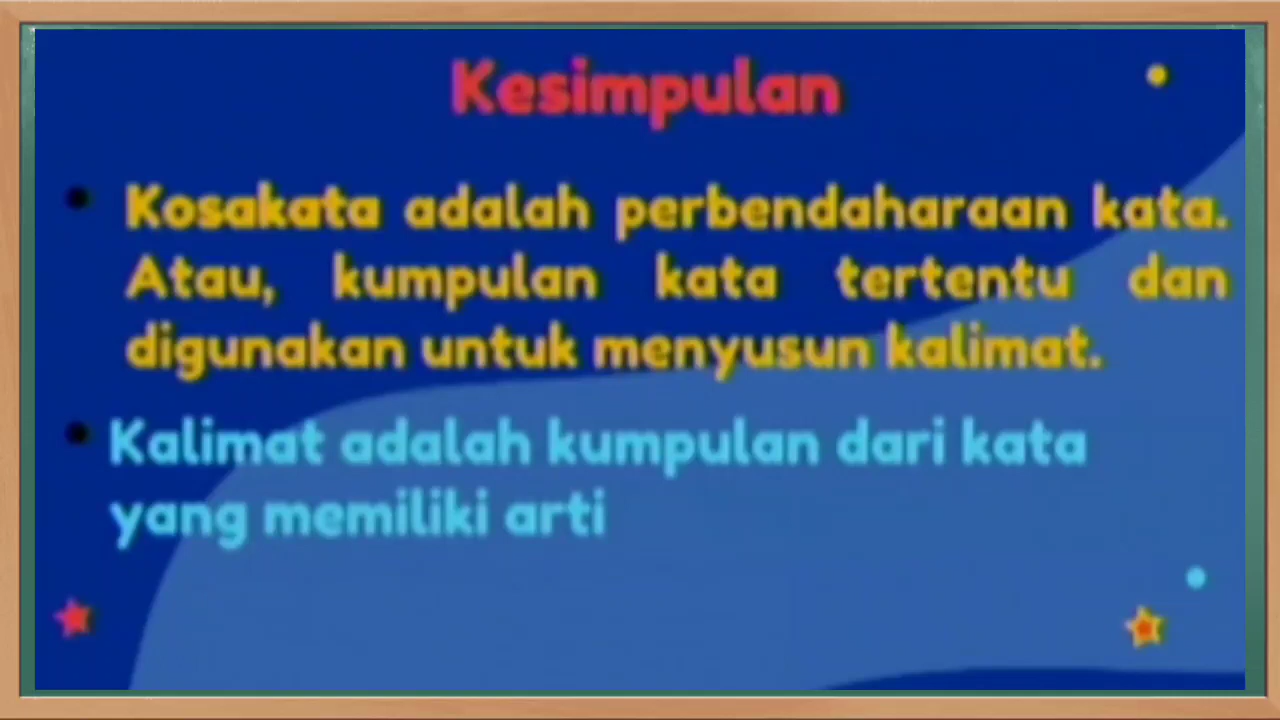 Kesimpulan
Kosakata adalah perbendaharaan kata.
Atau, kumpulan kata tertentu dan
digunakan untuk menyusun kalimat.
Kalimat adalah kumpulan dari kata
yang memiliki arti